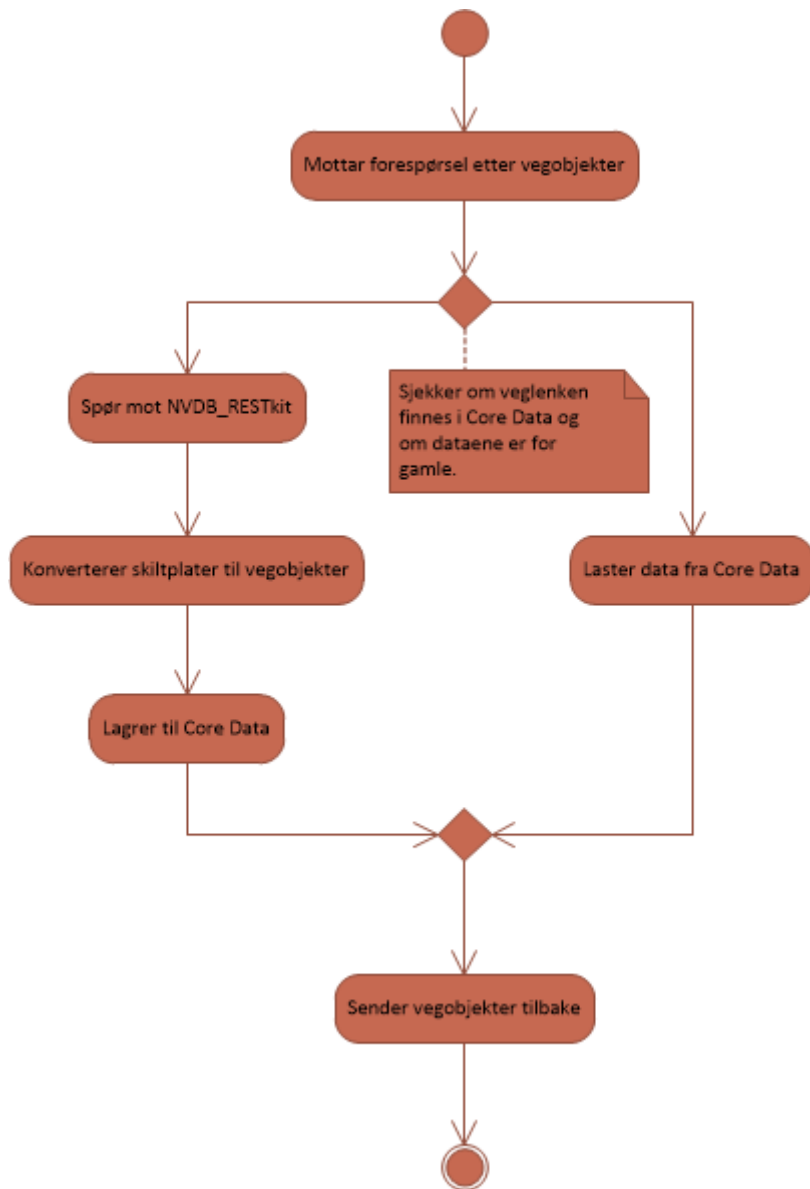 Mottar forespørsel etter vegobjekter
Spør mot NVDB_RESTkit
Sjekker om veglenken
finnes i Core Data og
om dataene er for
gamle.
Konverterer skiltplater til vegobjekter
Laster data fra Core Data
Lagrer til Core Data
Sender vegobjekter tilbake